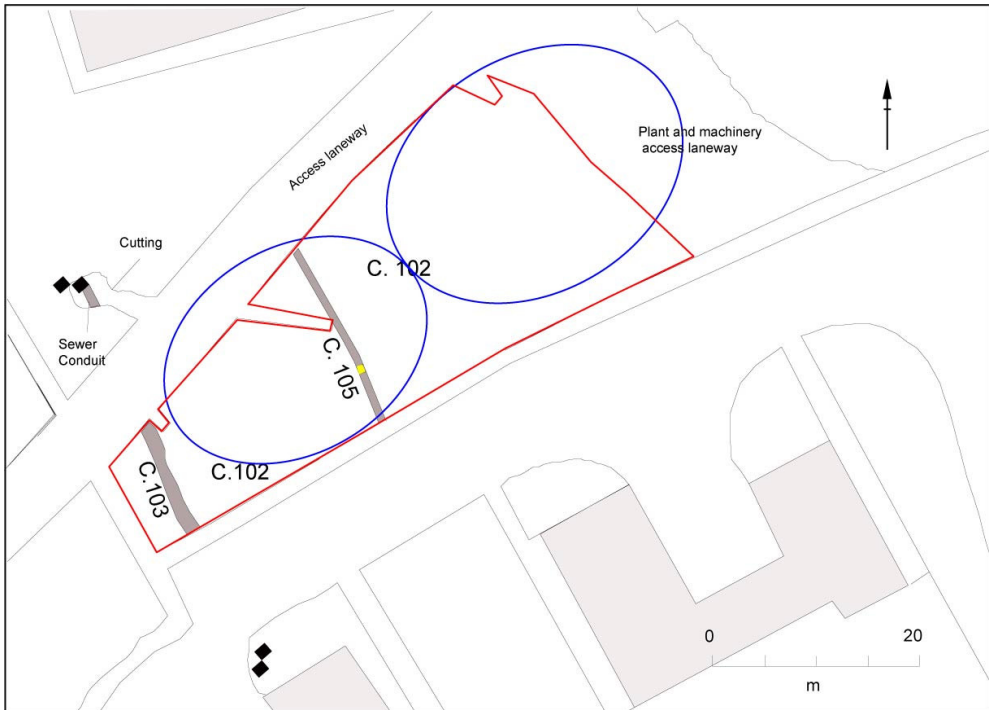 Access laneway
Plant and machinery
access laneway
Cutting
C. 102
Sewer
Conduit
C. 105
C.102
C.103
0 20
m